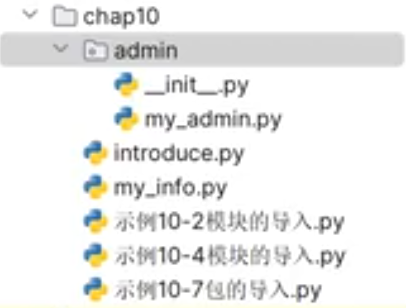 chap10
admin
__init__.py
my_admin.py
introduce.py
my_info.py
示例10-2模块的导入.py
示例10-4模块的导入.py
示例10-7包的导入.py